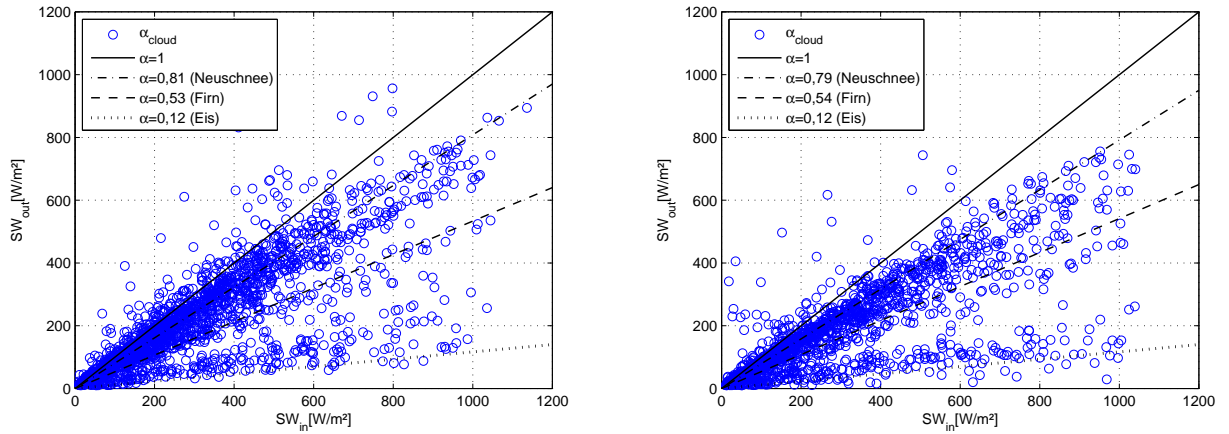 1200
1000
800
600
400
200
0
SW_out [W/m²]
α_cloud
α=1
α=0,81 (Neuschnee)
α=0,53 (Firn)
α=0,12 (Eis)
0 200 400 600 800 1000 1200
SW_in [W/m²]
1200
1000
800
600
400
200
0
SW_out [W/m²]
α_cloud
α=1
α=0,79 (Neuschnee)
α=0,54 (Firn)
α=0,12 (Eis)
0 200 400 600 800 1000 1200
SW_in [W/m²]